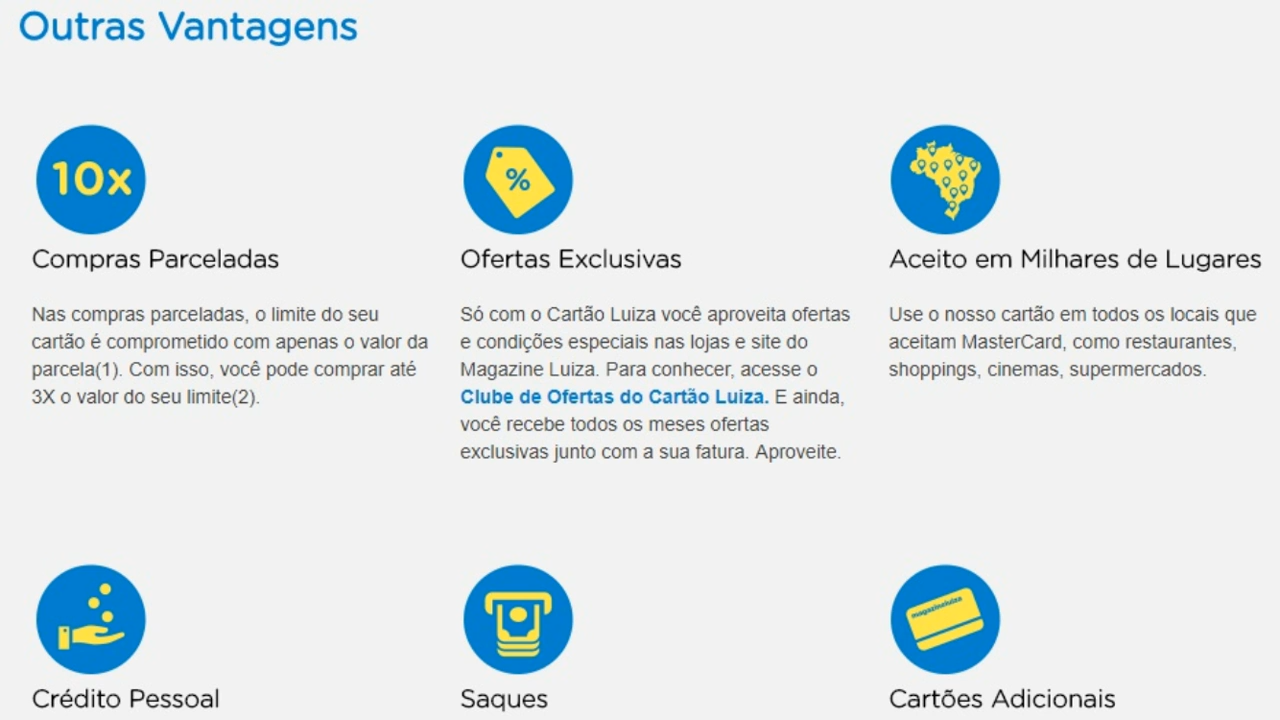 Outras Vantagens
10x
%
Compras Parceladas
Ofertas Exclusivas
Aceito em Milhares de Lugares
Nas compras parceladas, o limite do seu
cartão é comprometido com apenas o valor da
parcela(1). Com isso, você pode comprar até
3X o valor do seu limite(2).
Só com o Cartão Luiza você aproveita ofertas
e condições especiais nas lojas e site do
Magazine Luiza. Para conhecer, acesse o
Clube de Ofertas do Cartão Luiza. E ainda,
você recebe todos os meses ofertas
exclusivas junto com a sua fatura. Aproveite.
Use o nosso cartão em todos os locais que
aceitam MasterCard, como restaurantes,
shoppings, cinemas, supermercados.
magazineluiza
Crédito Pessoal
Saques
Cartões Adicionais